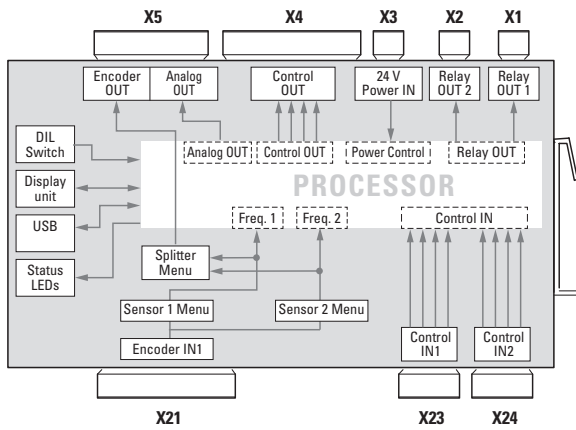 X5 X4 X3 X2 X1
Encoder
OUT
Analog
OUT
Control
OUT
24 V
Power IN
Relay
OUT 2
Relay
OUT 1
DIL
Switch
Analog OUT
Control OUT
Power Control
Relay OUT
Display
unit
PROCESSOR
USB
Freq. 1
Freq. 2
Control IN
Status
LEDs
Splitter
Menu
Sensor 1 Menu
Sensor 2 Menu
Encoder IN1
Control
IN1
Control
IN2
X21 X23 X24